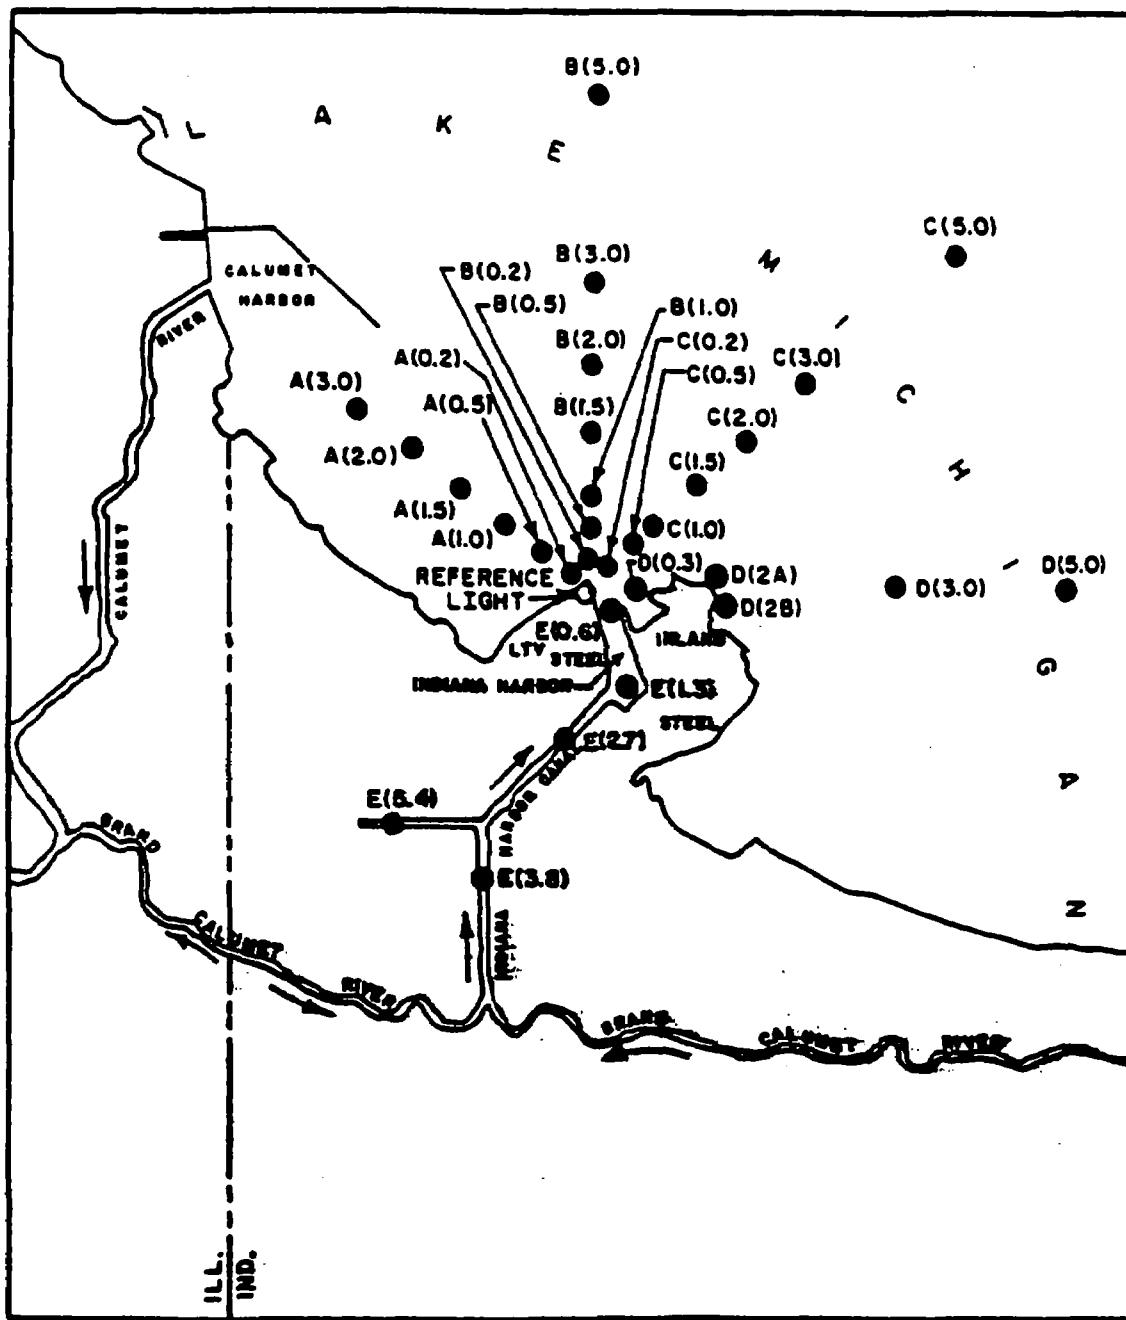 B(5.0)
L A K E
M I C H I G A N
C(5.0)
B(3.0)
B(0.2)
CALUMET
HARBOR
B(0.5)
B(1.0)
RIVER
C(0.2)
B(2.0)
A(0.2)
C(3.0)
C(0.5)
A(3.0)
A(0.5)
B(1.5)
C(2.0)
A(2.0)
C(1.5)
A(1.5)
A(1.0)
C(1.0)
CALUMET
D(0.3)
REFERENCE
LIGHT
D(2A)
D(3.0)
D(5.0)
D(2B)
E(0.6)
INLAND
LTV
STEEL
INDIANA HARBOR
E(1.3)
STEEL
E(2.7)
HARBOR CANAL
E(5.4)
GRAND
E(3.8)
CALUMET
INDIANA
RIVER
GRAND
CALUMET
RIVER
ILL.
IND.